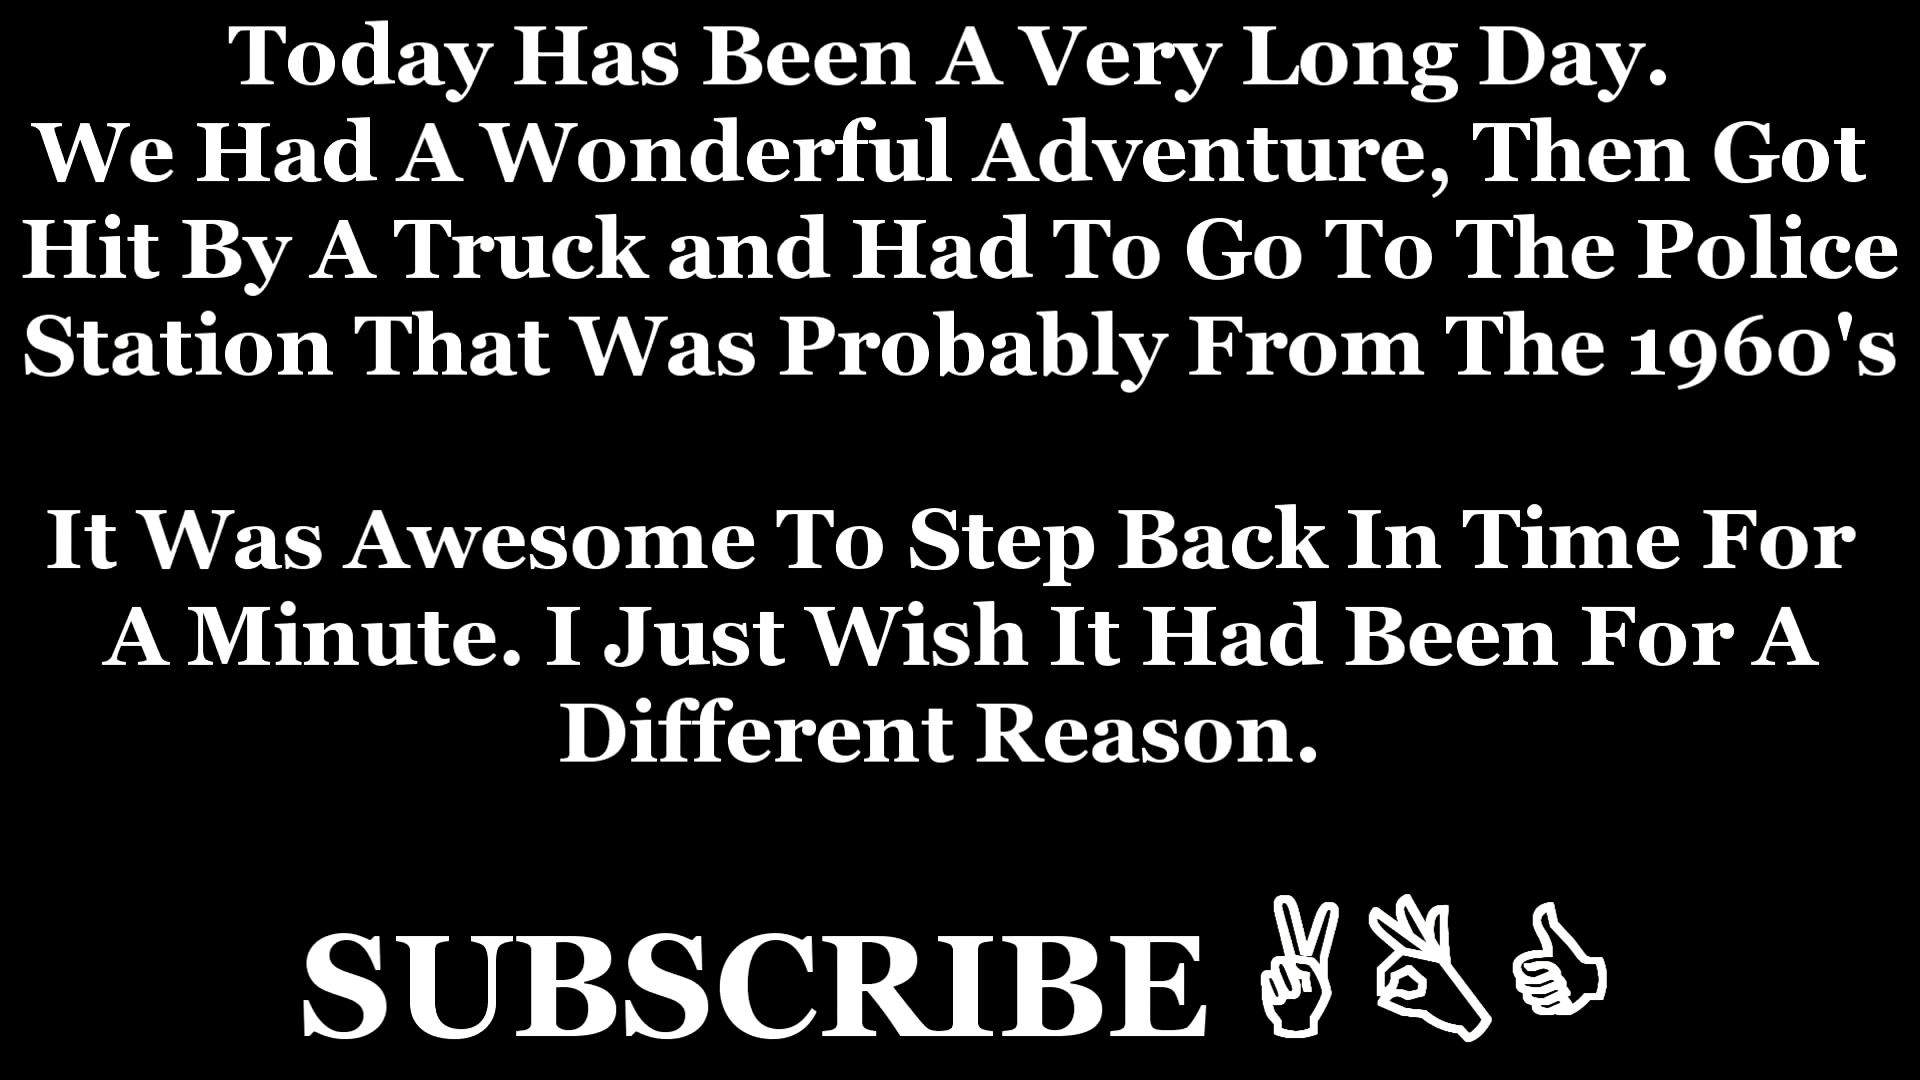 Today Has Been A Very Long Day.
We Had A Wonderful Adventure, Then Got
Hit By A Truck and Had To Go To The Police
Station That Was Probably From The 1960's
It Was Awesome To Step Back In Time For
A Minute. I Just Wish It Had Been For A
Different Reason.
SUBSCRIBE ✌👌👍